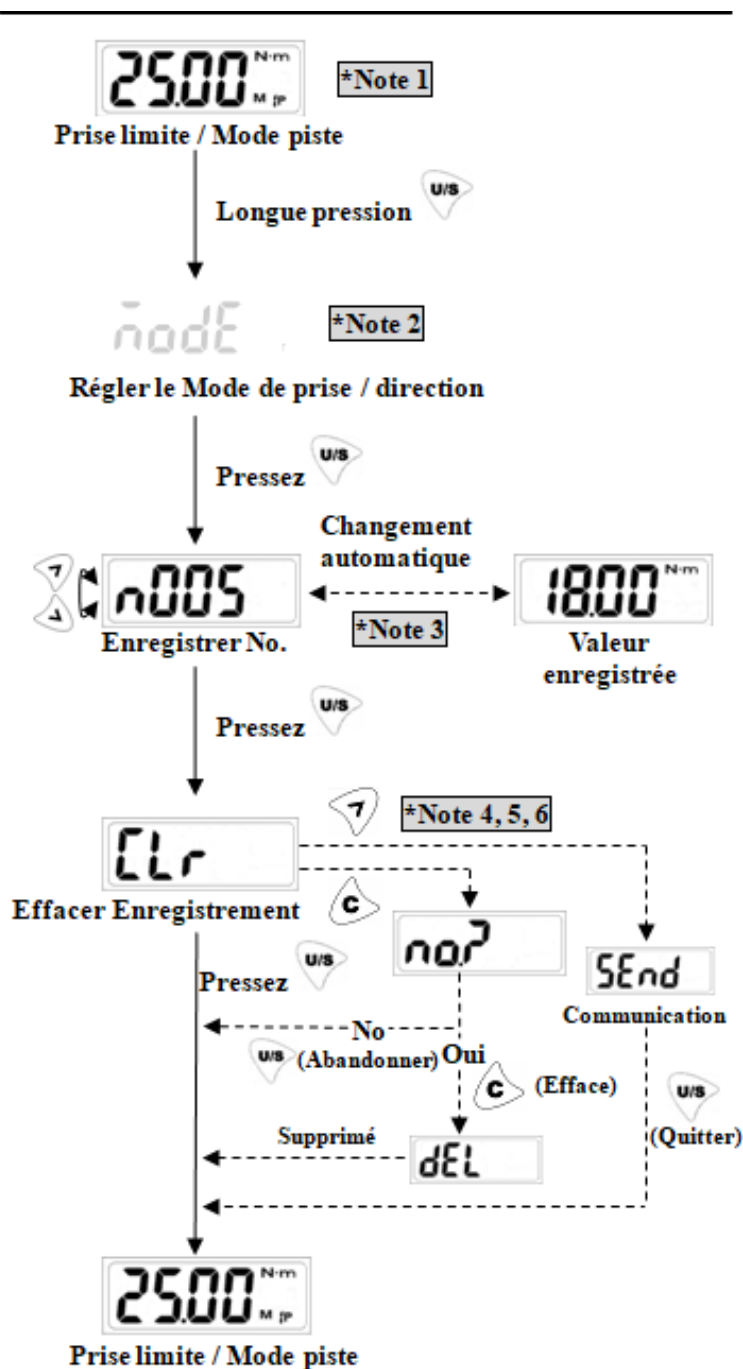 25.00 N·m
M P
*Note 1
Prise limite / Mode piste
Longue pression U/S
modE
*Note 2
Régler le Mode de prise / direction
Pressez U/S
Changement
automatique
n005
18.00 N·m
*Note 3
Enregistrer No.
Valeur
enregistrée
Pressez U/S
*Note 4, 5, 6
CLr
Effacer Enregistrement
C
no.?
SEnd
Communication
Pressez U/S
No
U/S (Abandonner)
Oui
C (Efface)
U/S
(Quitter)
Supprimé
dEL
25.00 N·m
M P
Prise limite / Mode piste